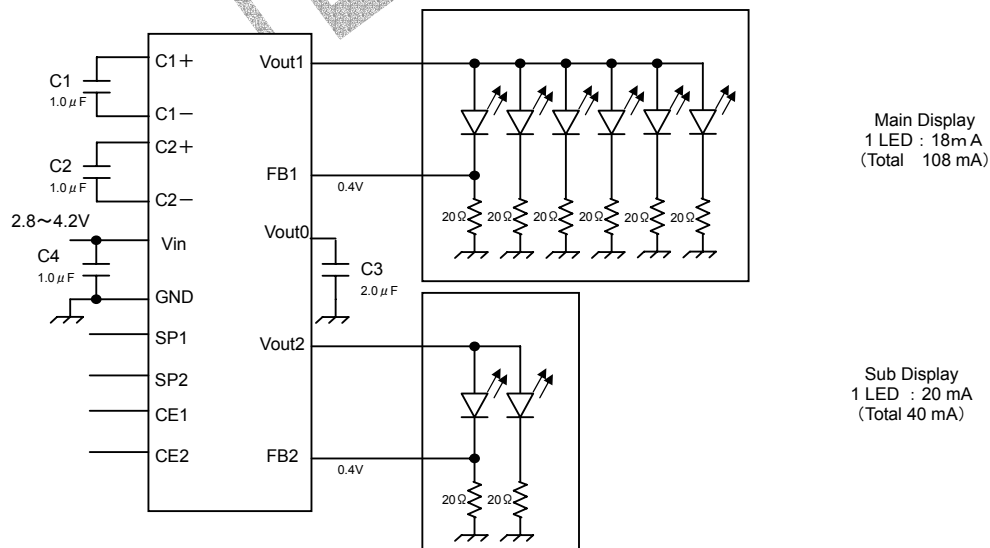 C1+
C1
1.0μF
C1−
C2+
C2
1.0μF
C2−
2.8～4.2V
Vin
C4
1.0μF
GND
SP1
SP2
CE1
CE2
Vout1
FB1
0.4V
Vout0
C3
2.0μF
Vout2
FB2
0.4V
20Ω 20Ω 20Ω 20Ω 20Ω 20Ω
20Ω 20Ω
Main Display
1 LED : 18mA
(Total 108 mA)
Sub Display
1 LED : 20 mA
(Total 40 mA)